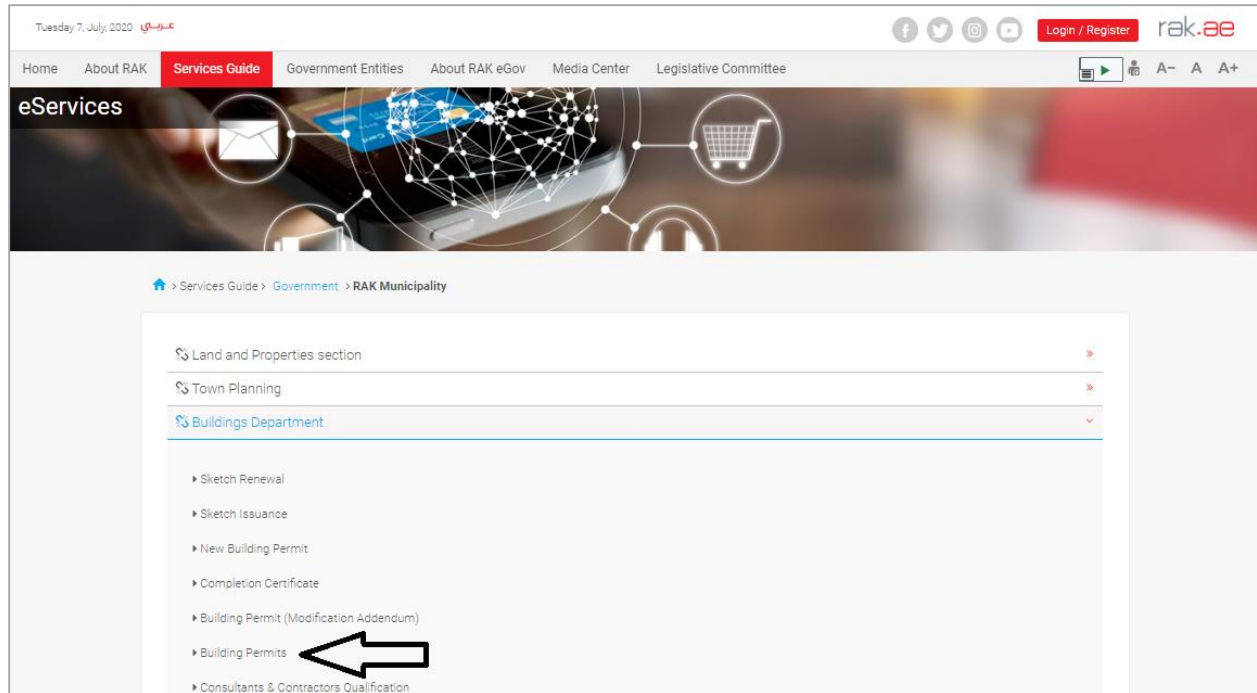 Tuesday 7, July, 2020 عـربــي
Login / Register
rak.ae
Home About RAK Services Guide Government Entities About RAK eGov Media Center Legislative Committee A- A A+
eServices
> Services Guide > Government > RAK Municipality
Land and Properties section
Town Planning
Buildings Department
Sketch Renewal
Sketch Issuance
New Building Permit
Completion Certificate
Building Permit (Modification Addendum)
Building Permits
Consultants & Contractors Qualification